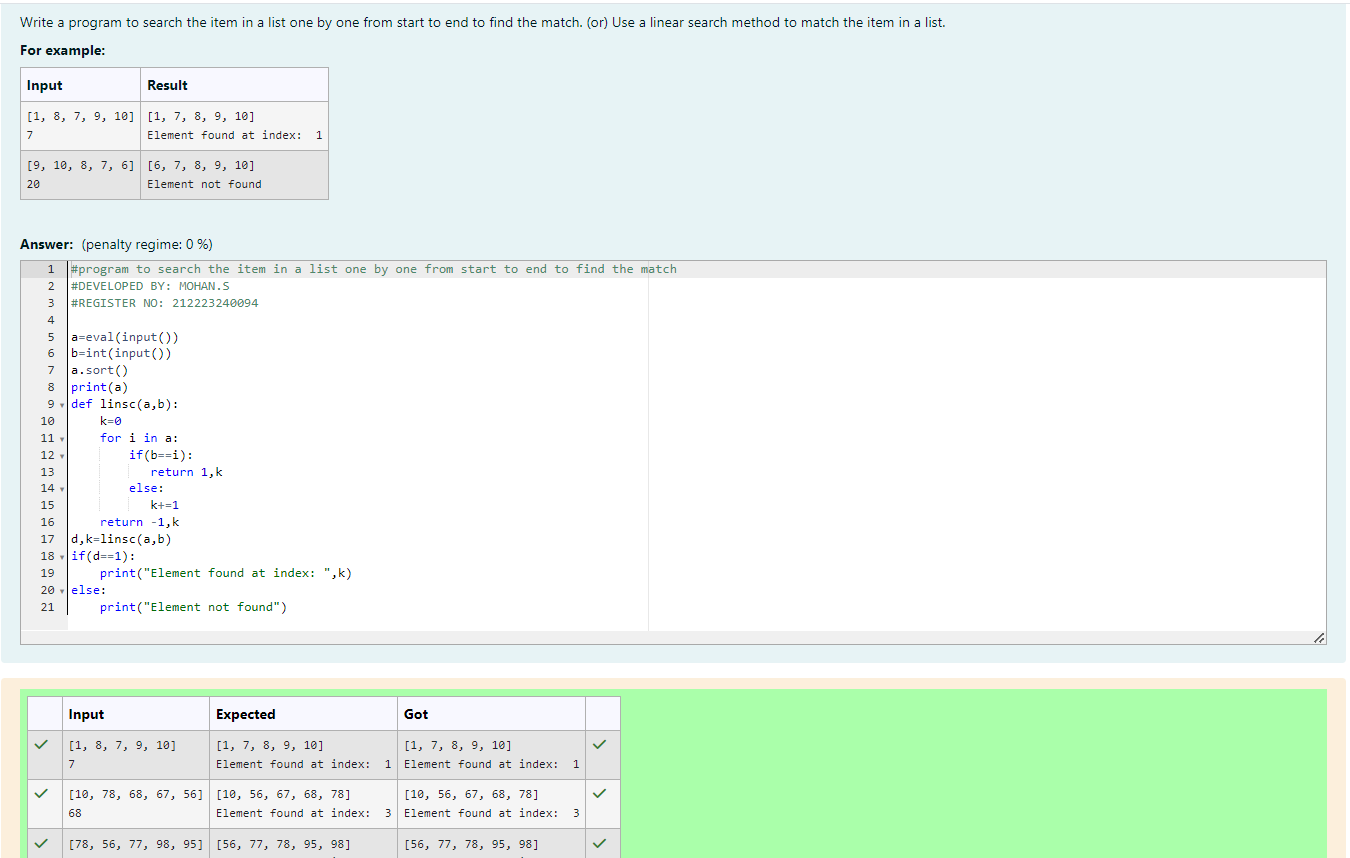 Write a program to search the item in a list one by one from start to end to find the match. (or) Use a linear search method to match the item in a list.
For example:
Input Result
[1, 8, 7, 9, 10] [1, 7, 8, 9, 10]
7 Element found at index:  1
[9, 10, 8, 7, 6] [6, 7, 8, 9, 10]
20 Element not found
Answer: (penalty regime: 0 %)
1 #program to search the item in a list one by one from start to end to find the match
2 #DEVELOPED BY: MOHAN.S
3 #REGISTER NO: 212223240094
4
5 a=eval(input())
6 b=int(input())
7 a.sort()
8 print(a)
9 def linsc(a,b):
10     k=0
11     for i in a:
12         if(b==i):
13            return 1,k
14         else:
15            k+=1
16     return -1,k
17 d,k=linsc(a,b)
18 if(d==1):
19     print("Element found at index: ",k)
20 else:
21     print("Element not found")
Input Expected Got
[1, 8, 7, 9, 10] [1, 7, 8, 9, 10] [1, 7, 8, 9, 10]
7 Element found at index:  1 Element found at index:  1
[10, 78, 68, 67, 56] [10, 56, 67, 68, 78] [10, 56, 67, 68, 78]
68 Element found at index:  3 Element found at index:  3
[78, 56, 77, 98, 95] [56, 77, 78, 95, 98] [56, 77, 78, 95, 98]